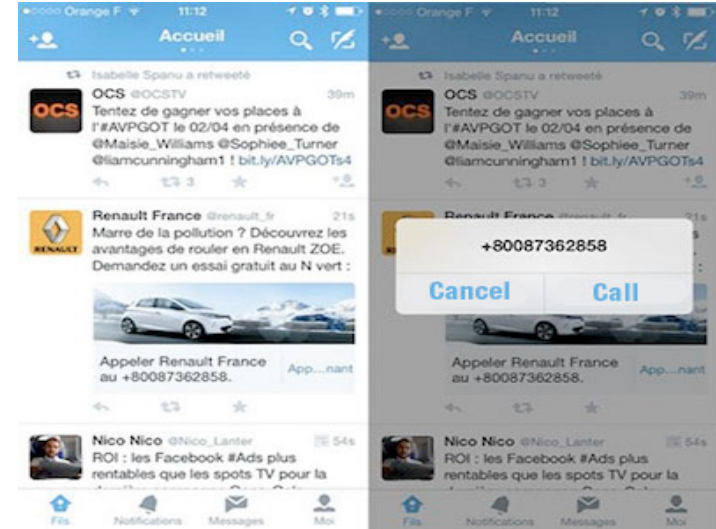 Orange F 11:12
Accueil
Isabelle Spanu a retweeté
OCS @OCSTV 39m
OCS
Tentez de gagner vos places à
l'#AVPGOT le 02/04 en présence de
@Maisie_Williams @Sophiee_Turner
@liamcunningham1 ! bit.ly/AVPGOTs4
3
Renault France @renault_fr 21s
RENAULT
Marre de la pollution ? Découvrez les
avantages de rouler en Renault ZOE.
Demandez un essai gratuit au N vert :
Appeler Renault France
au +80087362858.
App...nant
Nico Nico @Nico_Lanter 54s
ROI : les Facebook #Ads plus
rentables que les spots TV pour la
Fils Notifications Messages Moi
Orange F 11:12
Accueil
Isabelle Spanu a retweeté
OCS @OCSTV 39m
OCS
Tentez de gagner vos places à
l'#AVPGOT le 02/04 en présence de
@Maisie_Williams @Sophiee_Turner
@liamcunningham1 ! bit.ly/AVPGOTs4
3
Renault France @renault_fr 21s
+80087362858
Cancel Call
Appeler Renault France
au +80087362858.
App...nant
Nico Nico @Nico_Lanter 54s
ROI : les Facebook #Ads plus
rentables que les spots TV pour la
Fils Notifications Messages Moi